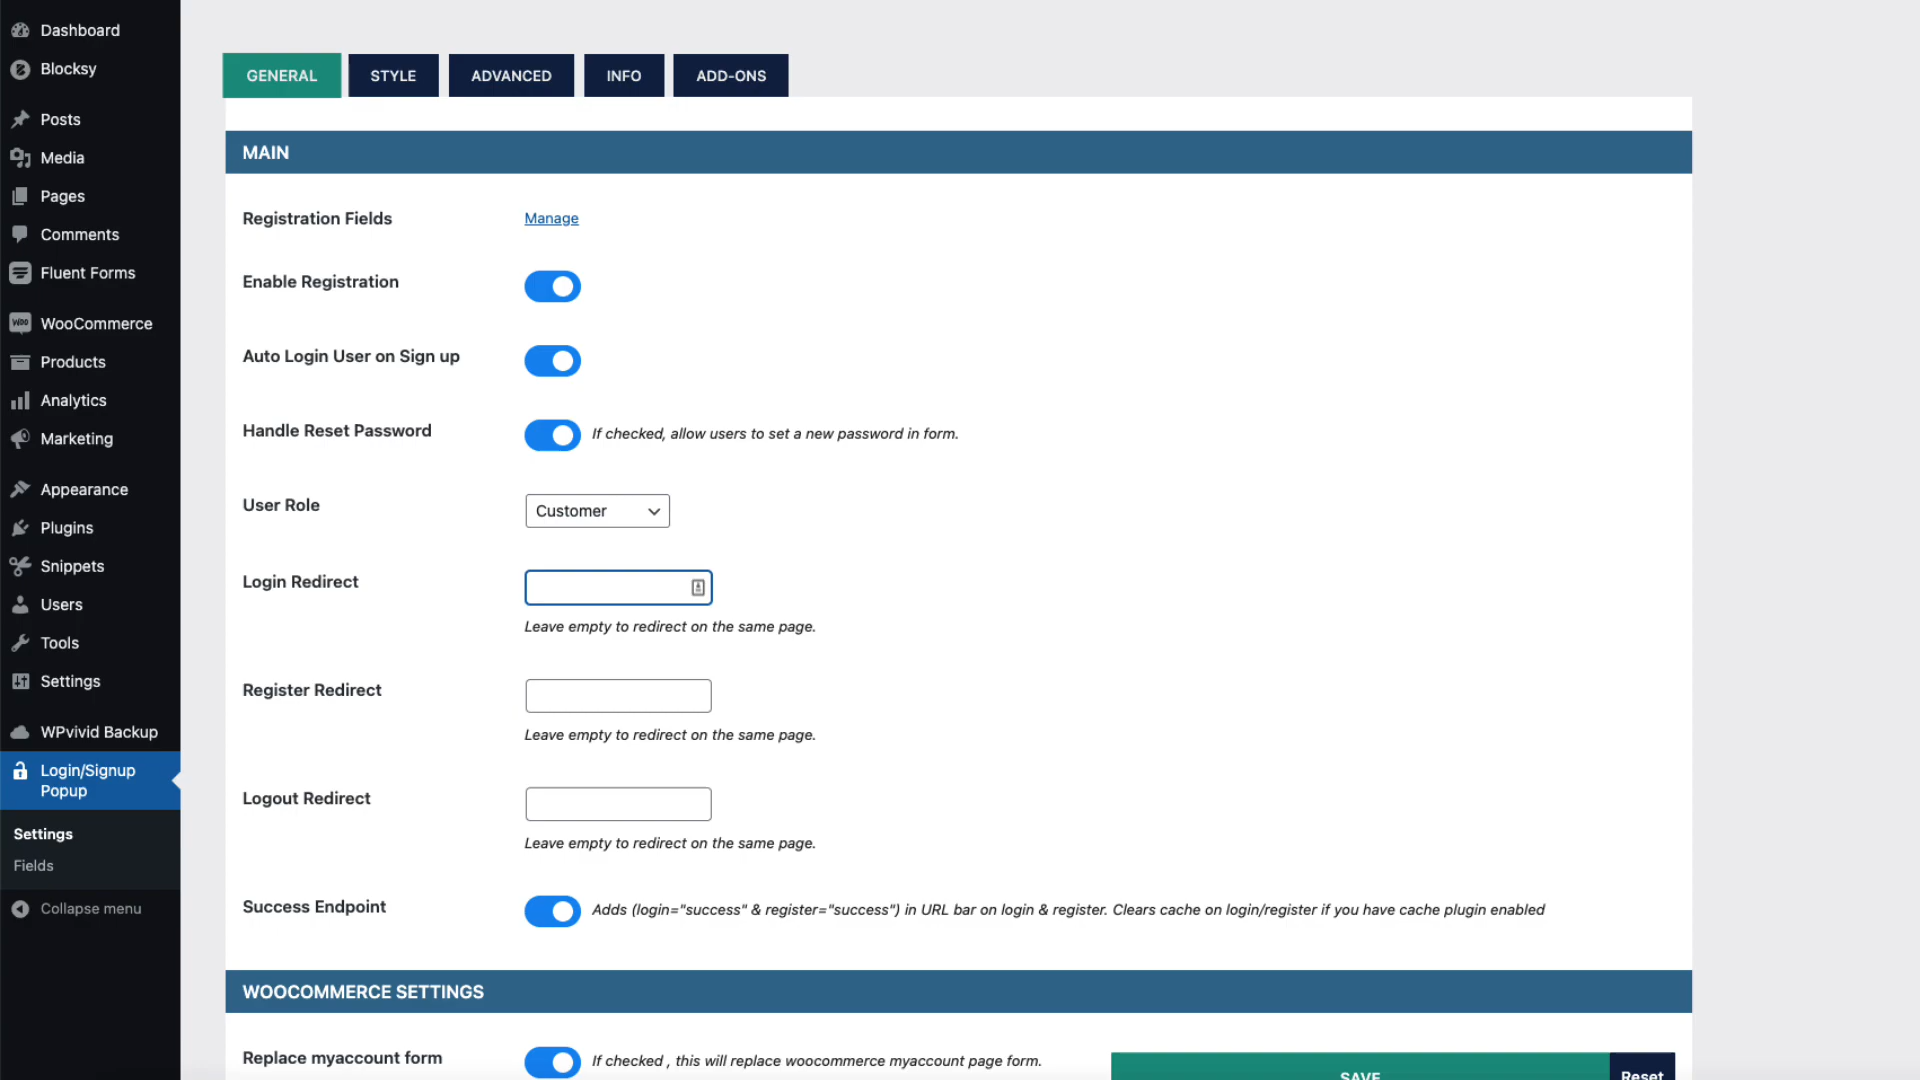 Dashboard
Blocksy
Posts
Media
Pages
Comments
Fluent Forms
WooCommerce
Products
Analytics
Marketing
Appearance
Plugins
Snippets
Users
Tools
Settings
WPvivid Backup
Login/Signup
Popup
Settings
Fields
Collapse menu
GENERAL
STYLE
ADVANCED
INFO
ADD-ONS
MAIN
Registration Fields
Manage
Enable Registration
Auto Login User on Sign up
Handle Reset Password
If checked, allow users to set a new password in form.
User Role
Customer
Login Redirect
Leave empty to redirect on the same page.
Register Redirect
Leave empty to redirect on the same page.
Logout Redirect
Leave empty to redirect on the same page.
Success Endpoint
Adds (login="success" & register="success") in URL bar on login & register. Clears cache on login/register if you have cache plugin enabled
WOOCOMMERCE SETTINGS
Replace myaccount form
If checked , this will replace woocommerce myaccount page form.
SAVE
Reset